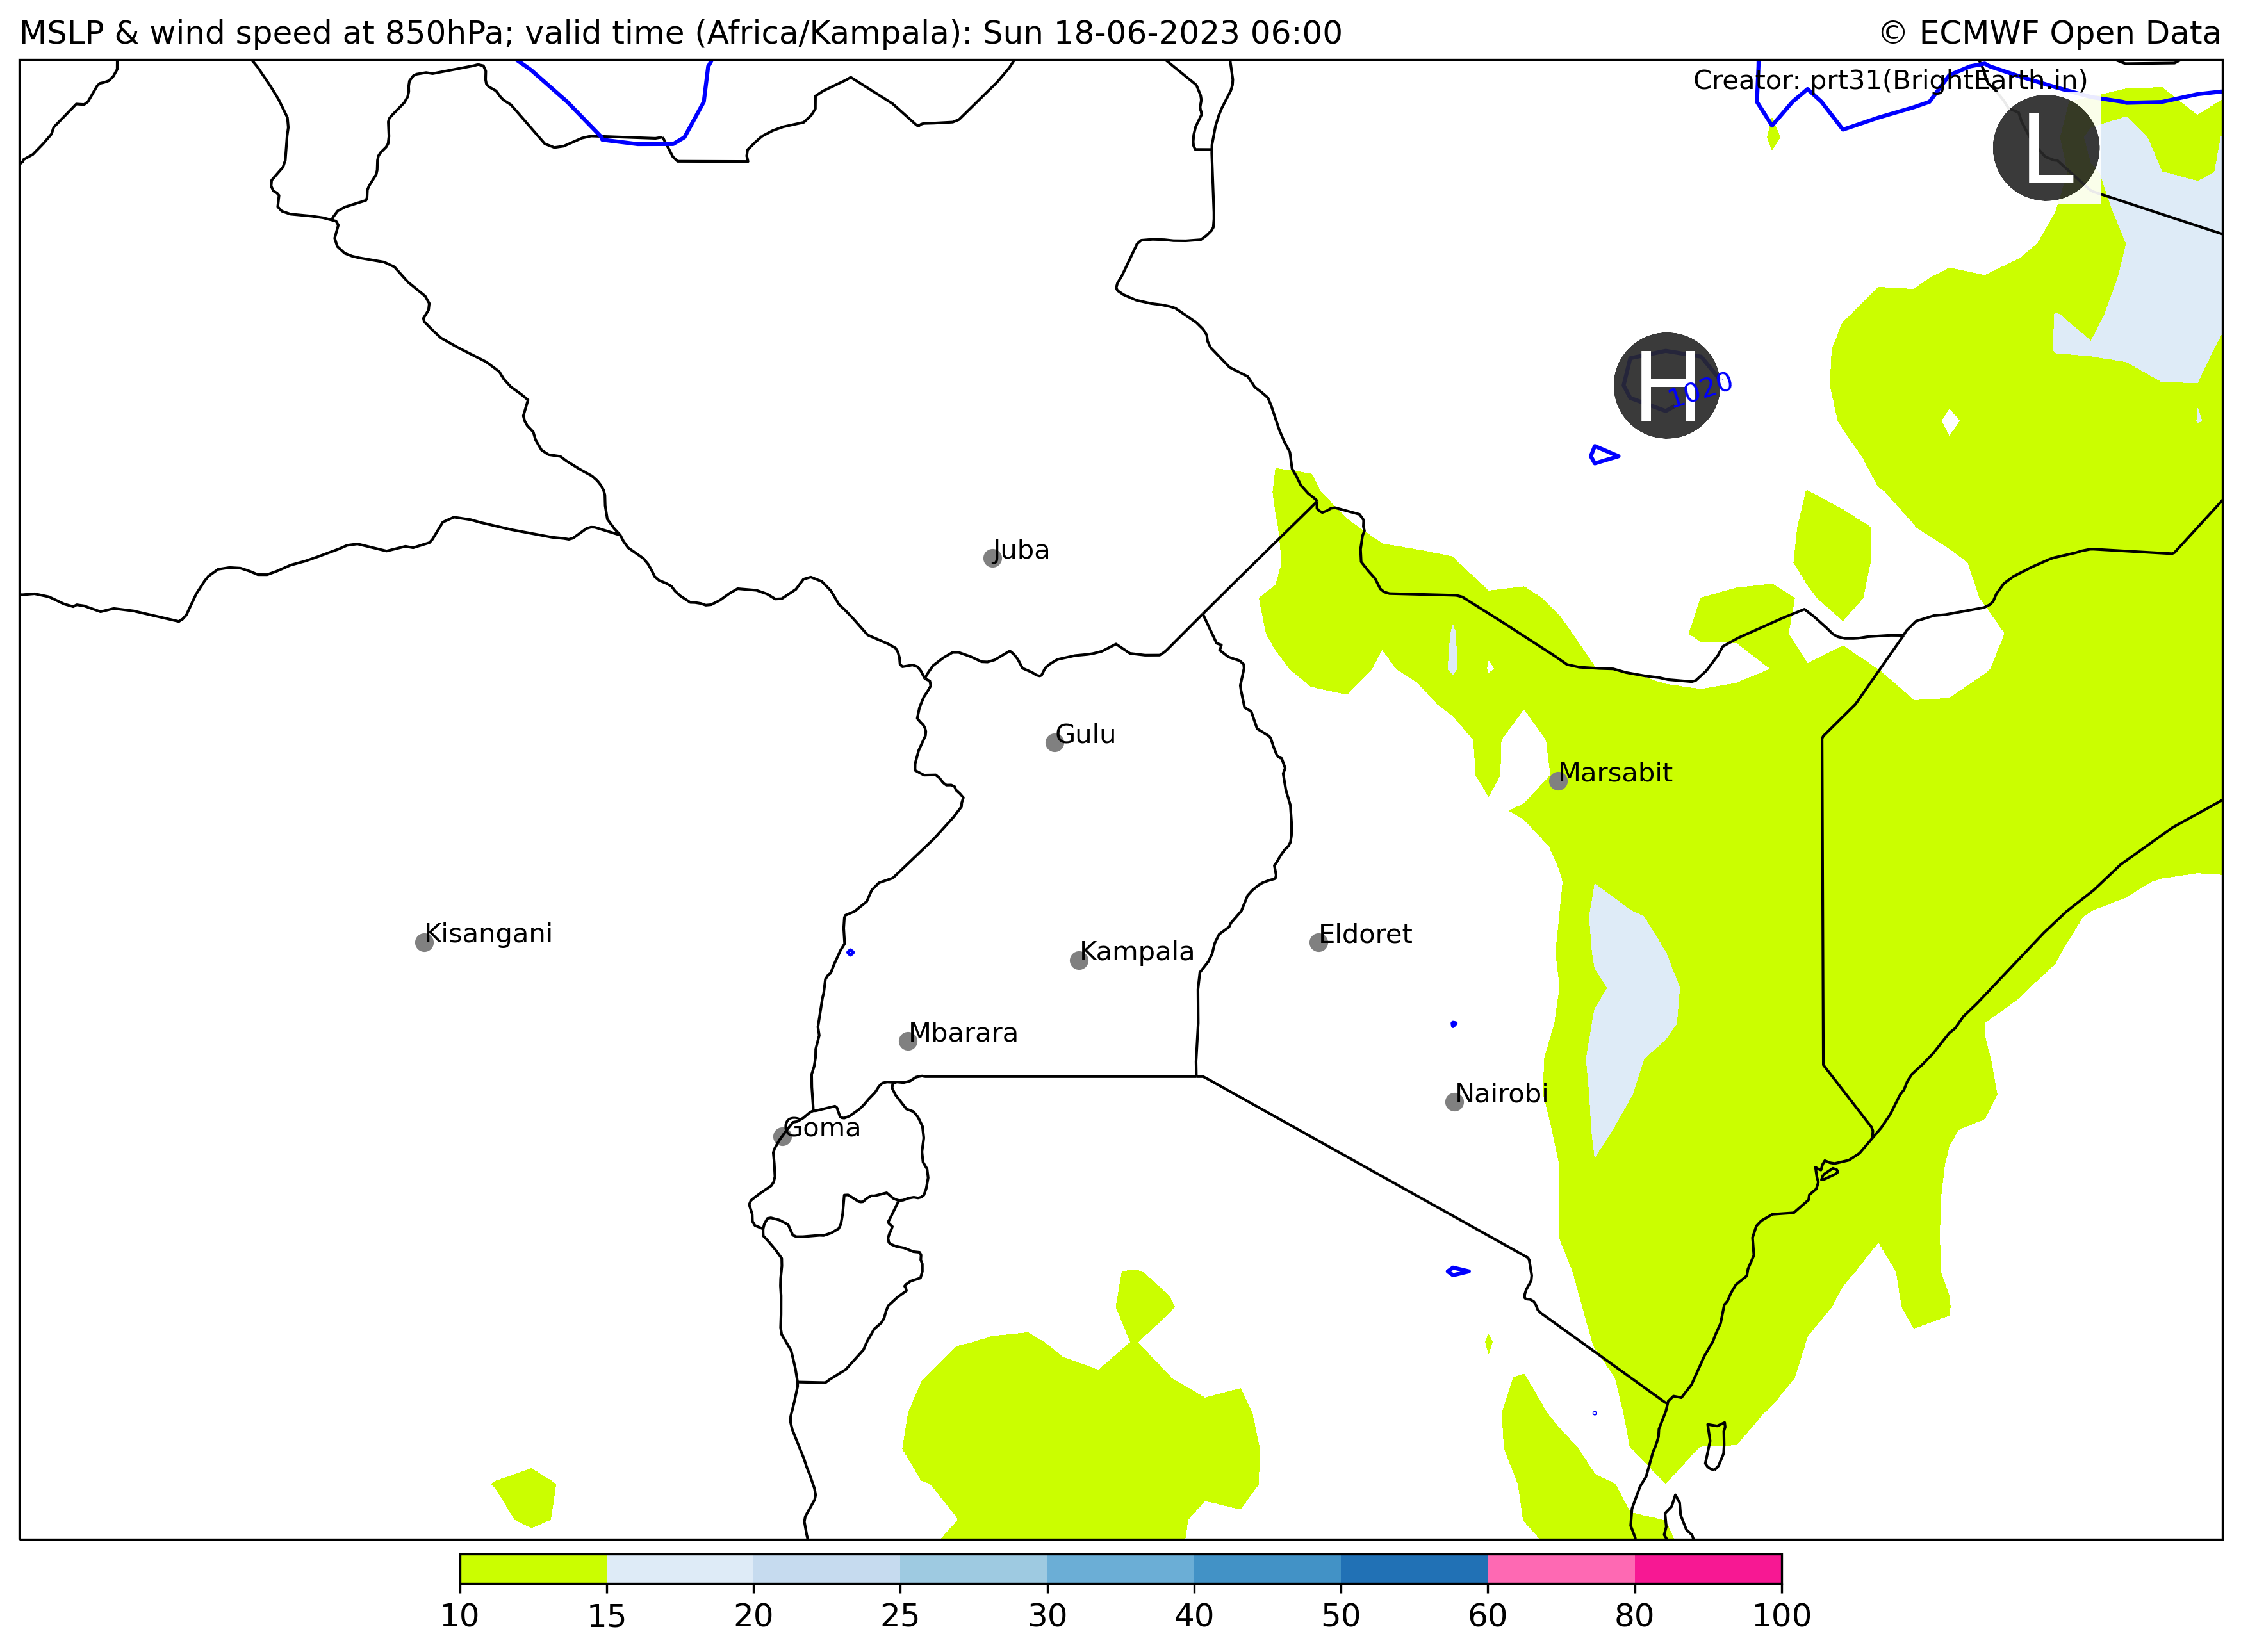 MSLP & wind speed at 850hPa; valid time (Africa/Kampala): Sun 18-06-2023 06:00
© ECMWF Open Data
Creator: prt31(BrightEarth.in)
L
H
1020
Juba
Gulu
Marsabit
Kisangani
Eldoret
Kampala
Mbarara
Nairobi
Goma
10 15 20 25 30 40 50 60 80 100